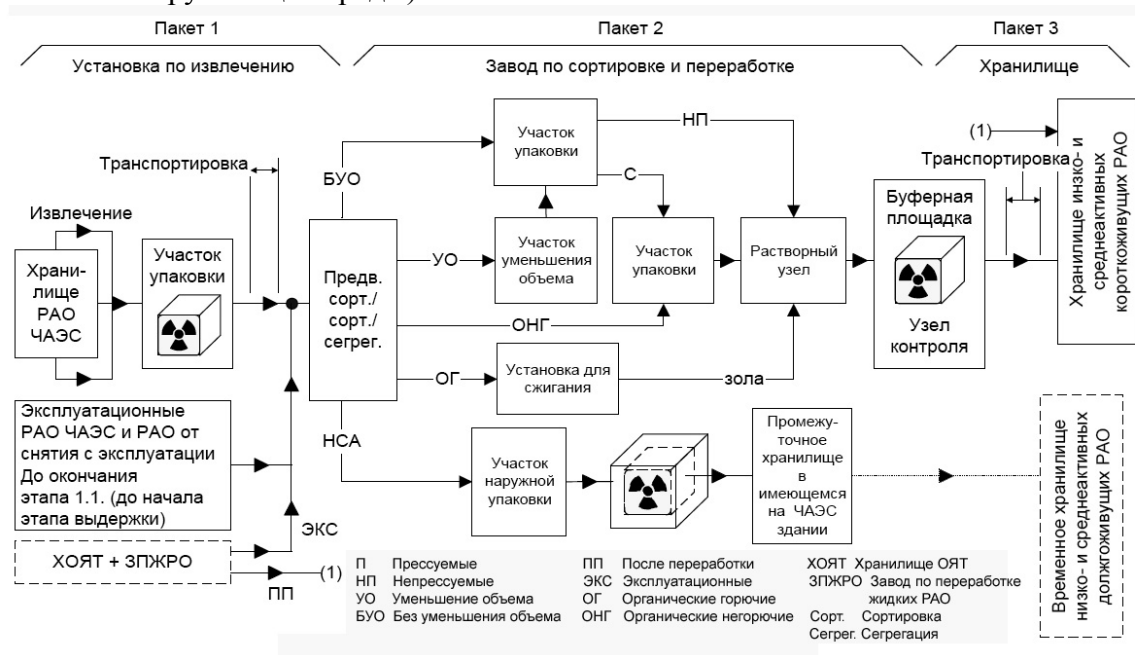 Пакет 1
Пакет 2
Пакет 3
Установка по извлечению
Завод по сортировке и переработке
Хранилище
Транспортировка
Извлечение
Храни-
лище
РАО
ЧАЭС
Участок
упаковки
Эксплуатационные
РАО ЧАЭС и РАО от
снятия с эксплуатации
До окончания
этапа 1.1. (до начала
этапа выдержки)
ХОЯТ + ЗПЖРО
ЭКС
ПП
(1)
Предв.
сорт./
сорт./
сегрег.
БУО
УО
ОНГ
ОГ
НСА
Участок
упаковки
НП
С
Участок
уменьшения
объема
Участок
упаковки
Растворный
узел
Установка для
сжигания
зола
Участок
наружной
упаковки
Промежу-
точное
хранилище
в
имеющемся
на ЧАЭС
здании
Буферная
площадка
Узел
контроля
(1)
Транспортировка
Хранилище инзко- и
среднеактивных
короткоживущих РАО
Временное хранилище
низко- и среднеактивных
должгоживущих РАО
П Прессуемые
НП Непрессуемые
УО Уменьшение объема
БУО Без уменьшения объема
ПП После переработки
ЭКС Эксплуатационные
ОГ Органические горючие
ОНГ Органические негорючие
ХОЯТ Хранилище ОЯТ
ЗПЖРО Завод по переработке
жидких РАО
Сорт. Сортировка
Сегрег. Сегрегация